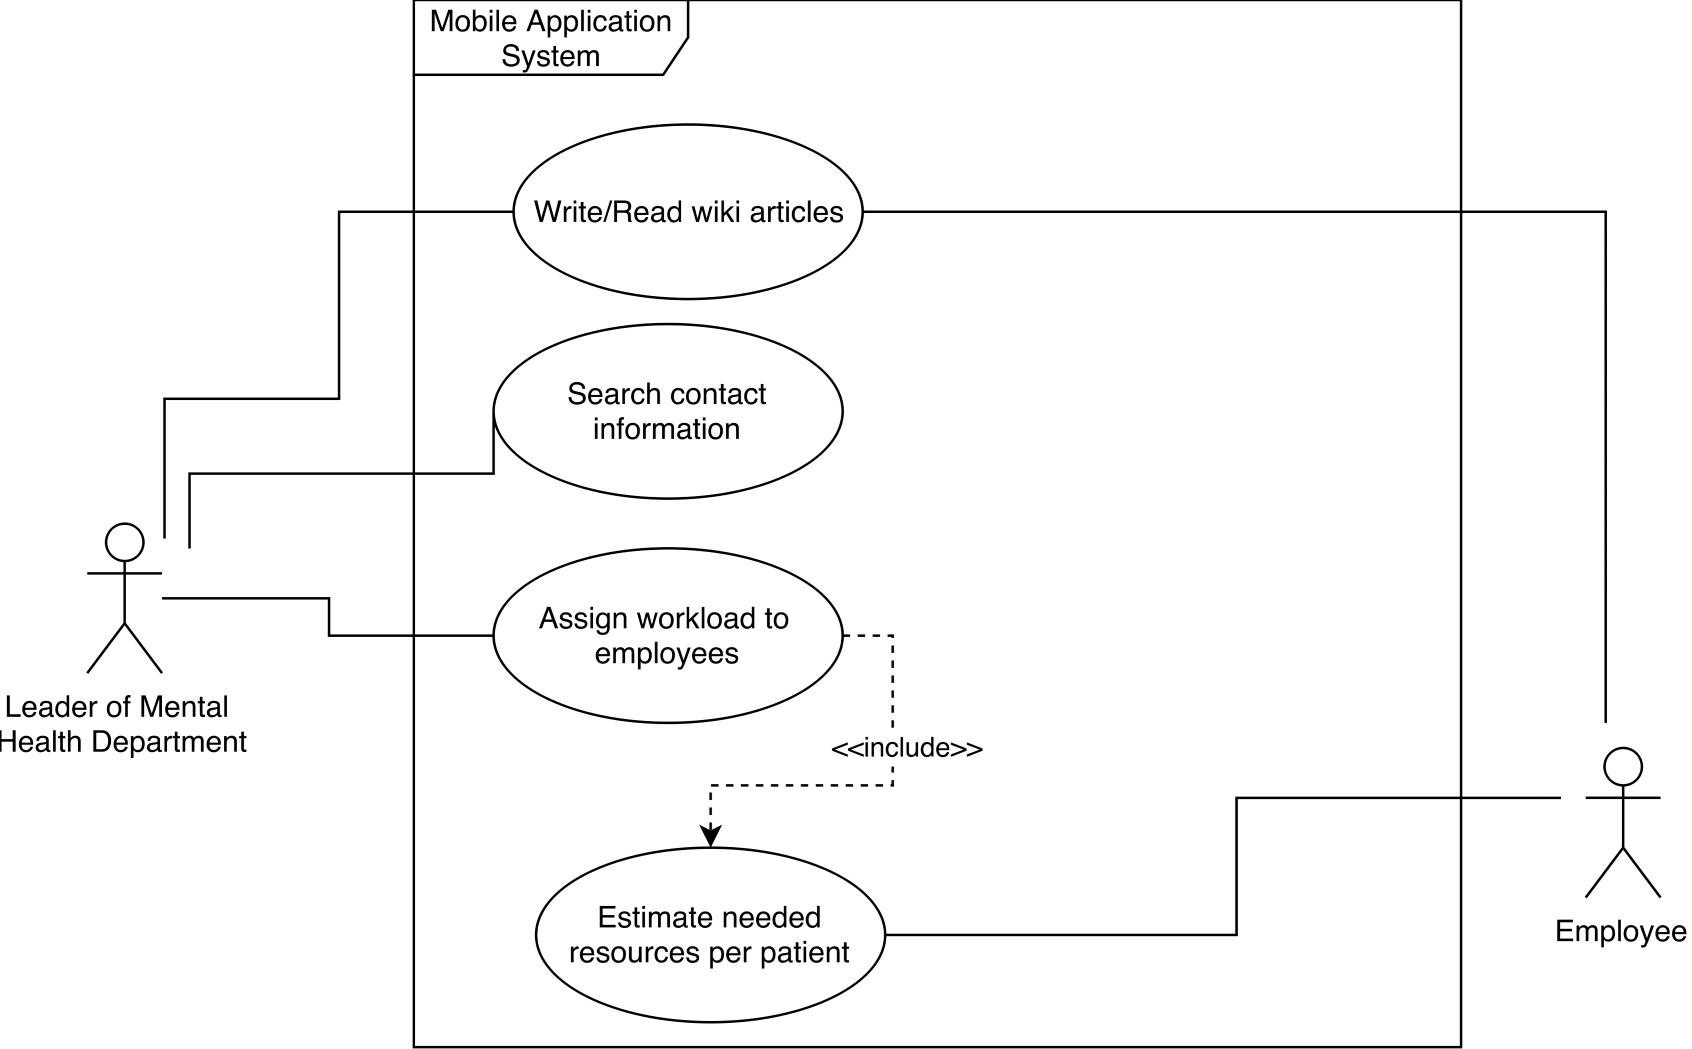 Mobile Application
System
Write/Read wiki articles
Search contact
information
Assign workload to
employees
<<include>>
Leader of Mental
Health Department
Estimate needed
resources per patient
Employee